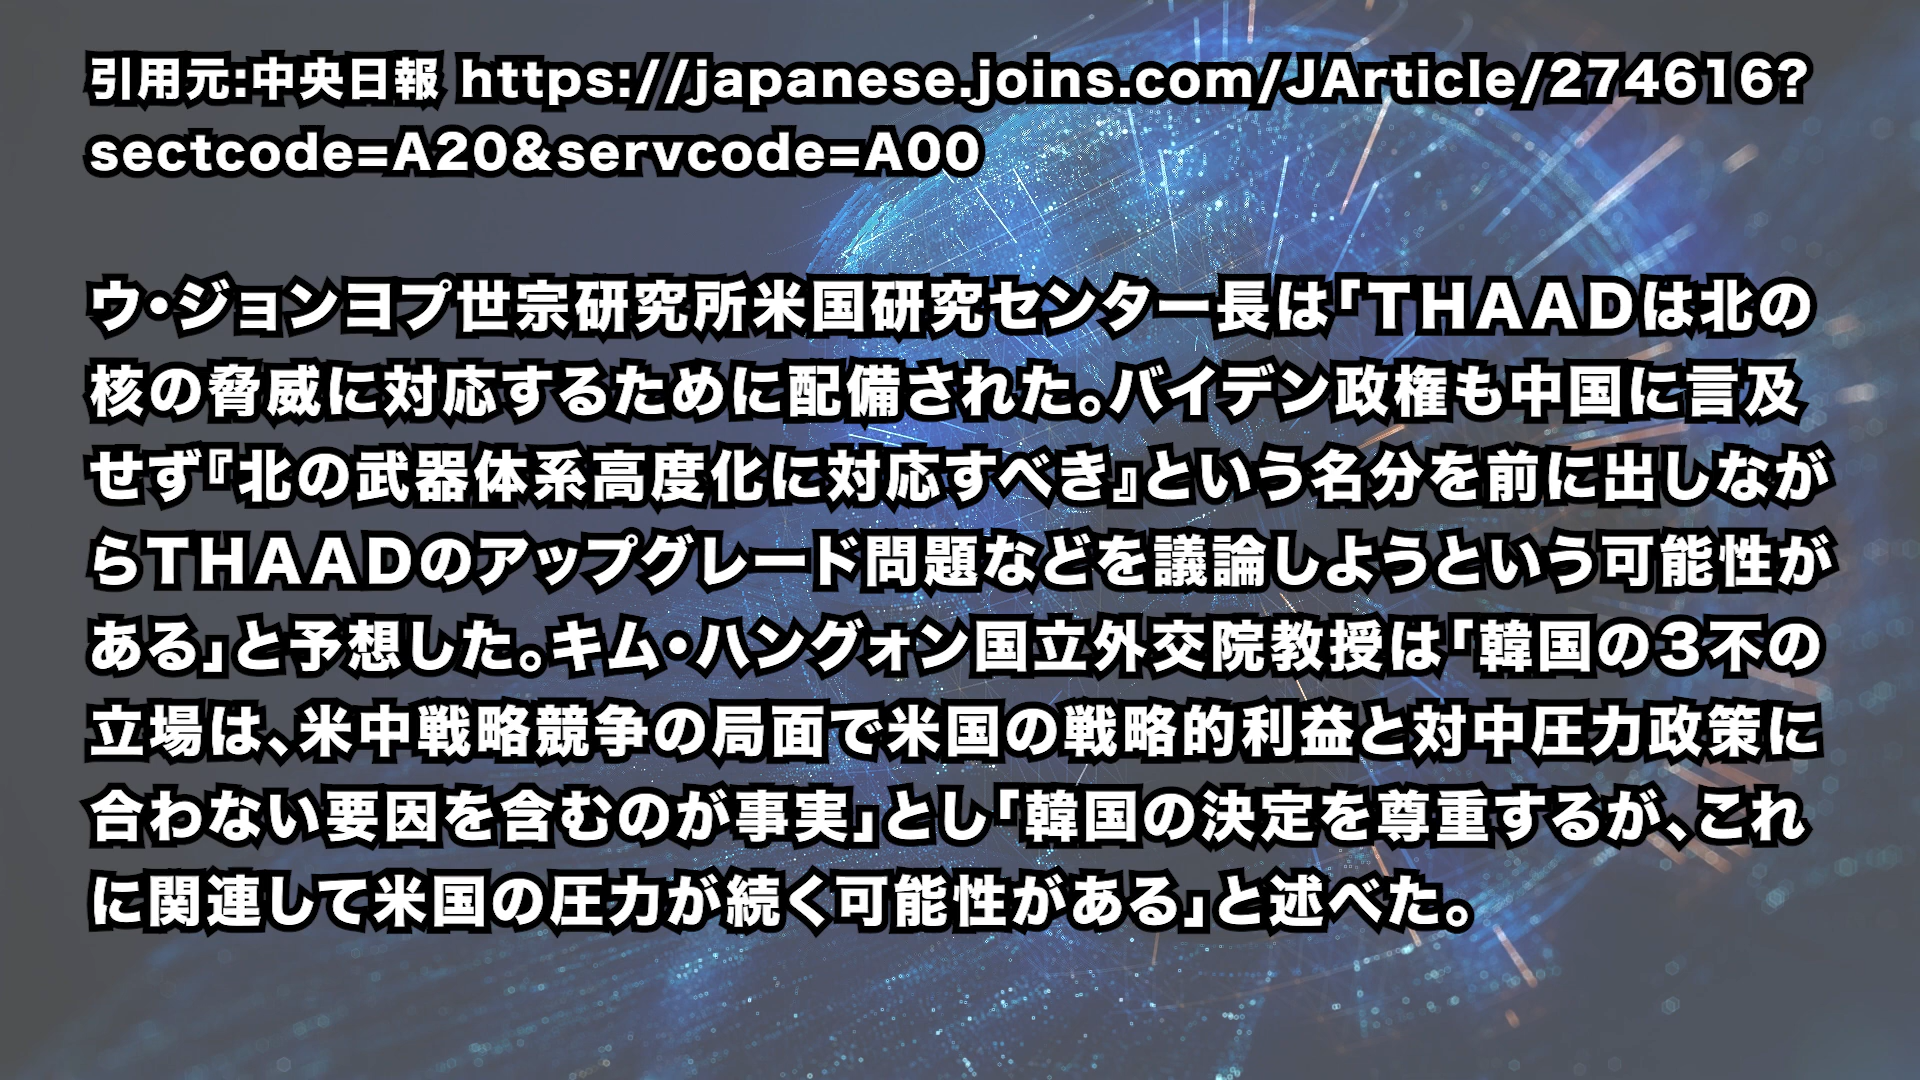 引用元:中央日報 https://japanese.joins.com/JArticle/274616?
sectcode=A20&servcode=A00
ウ・ジョンヨプ世宗研究所米国研究センター長は「THAADは北の
核の脅威に対応するために配備された。バイデン政権も中国に言及
せず『北の武器体系高度化に対応すべき』という名分を前に出しなが
らTHAADのアップグレード問題などを議論しようという可能性が
ある」と予想した。キム・ハングォン国立外交院教授は「韓国の3不の
立場は、米中戦略競争の局面で米国の戦略的利益と対中圧力政策に
合わない要因を含むのが事実」とし「韓国の決定を尊重するが、これ
に関連して米国の圧力が続く可能性がある」と述べた。